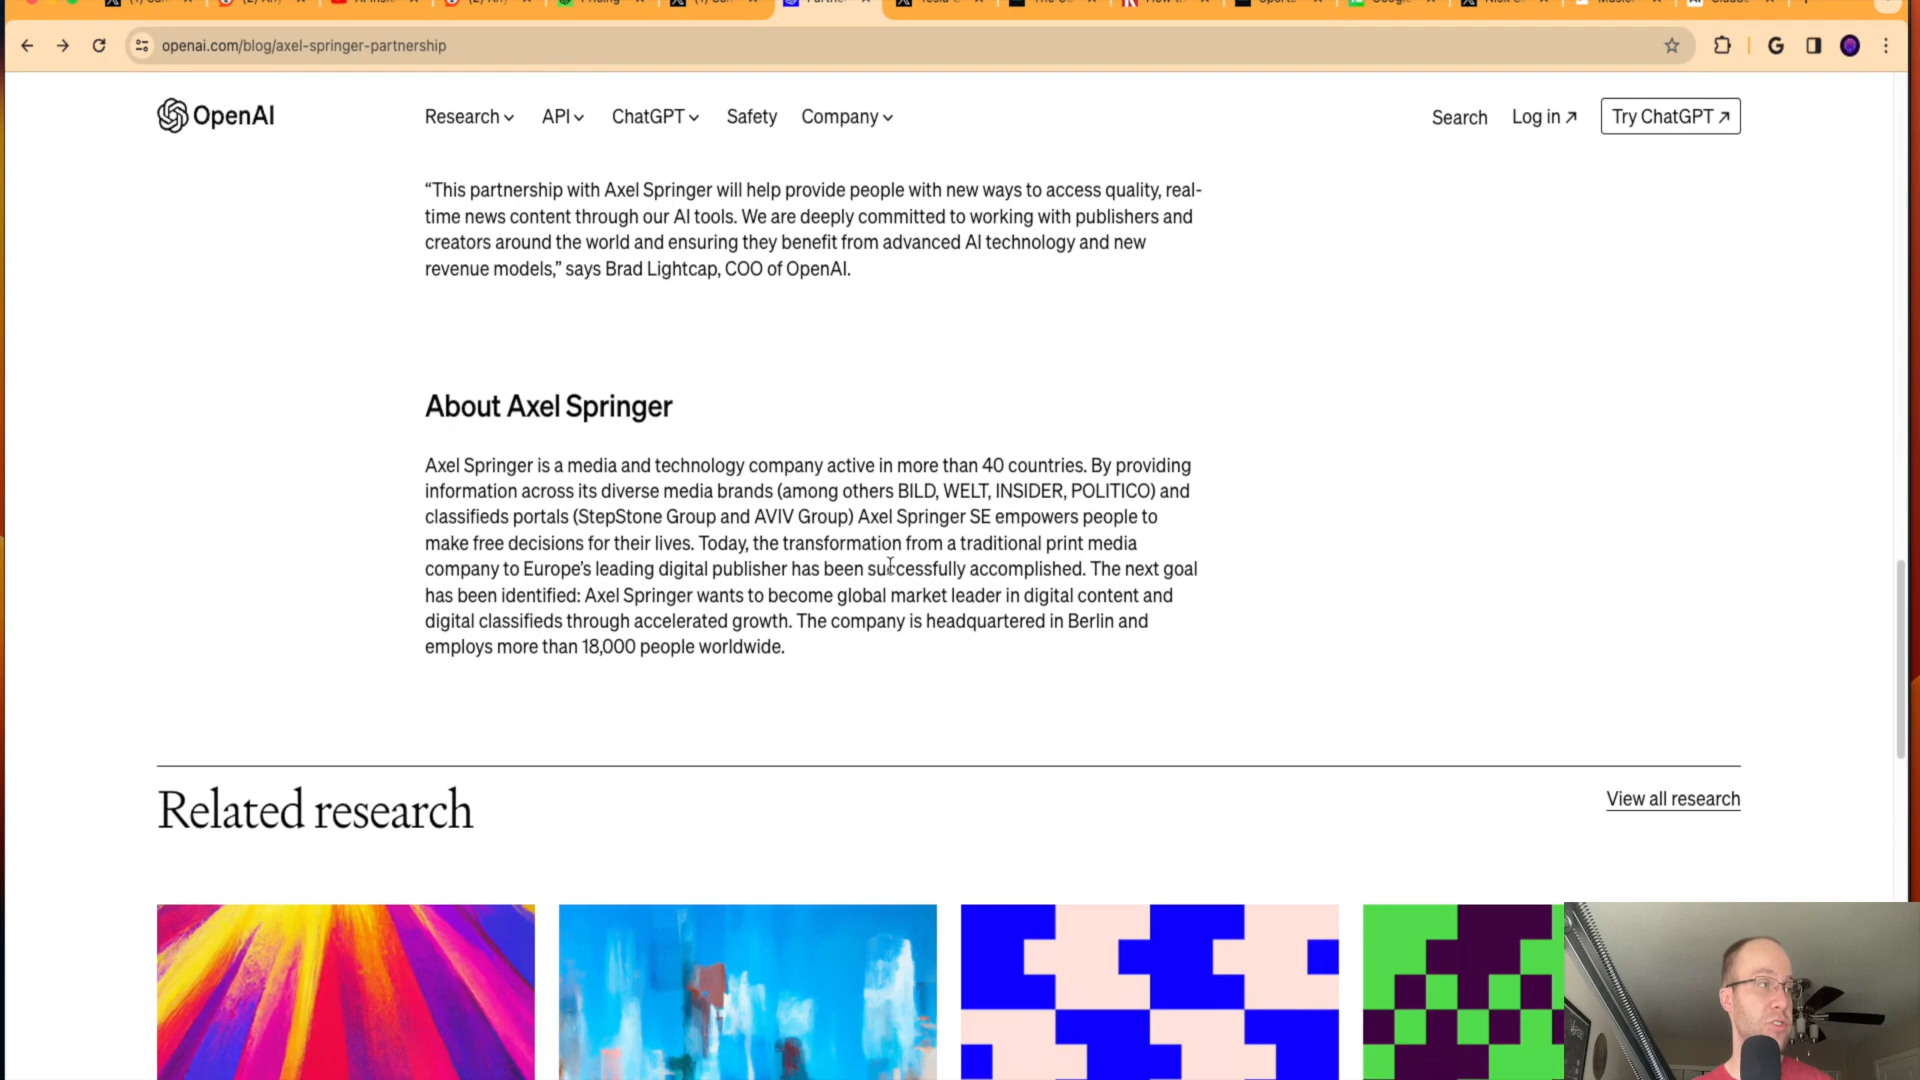 Pricing
Tesla
Sports
Google
openai.com/blog/axel-springer-partnership
OpenAI
Research API ChatGPT Safety Company
Search Log in ↗ Try ChatGPT ↗
“This partnership with Axel Springer will help provide people with new ways to access quality, real-
time news content through our AI tools. We are deeply committed to working with publishers and
creators around the world and ensuring they benefit from advanced AI technology and new
revenue models,” says Brad Lightcap, COO of OpenAI.
About Axel Springer
Axel Springer is a media and technology company active in more than 40 countries. By providing
information across its diverse media brands (among others BILD, WELT, INSIDER, POLITICO) and
classifieds portals (StepStone Group and AVIV Group) Axel Springer SE empowers people to
make free decisions for their lives. Today, the transformation from a traditional print media
company to Europe’s leading digital publisher has been successfully accomplished. The next goal
has been identified: Axel Springer wants to become global market leader in digital content and
digital classifieds through accelerated growth. The company is headquartered in Berlin and
employs more than 18,000 people worldwide.
Related research
View all research